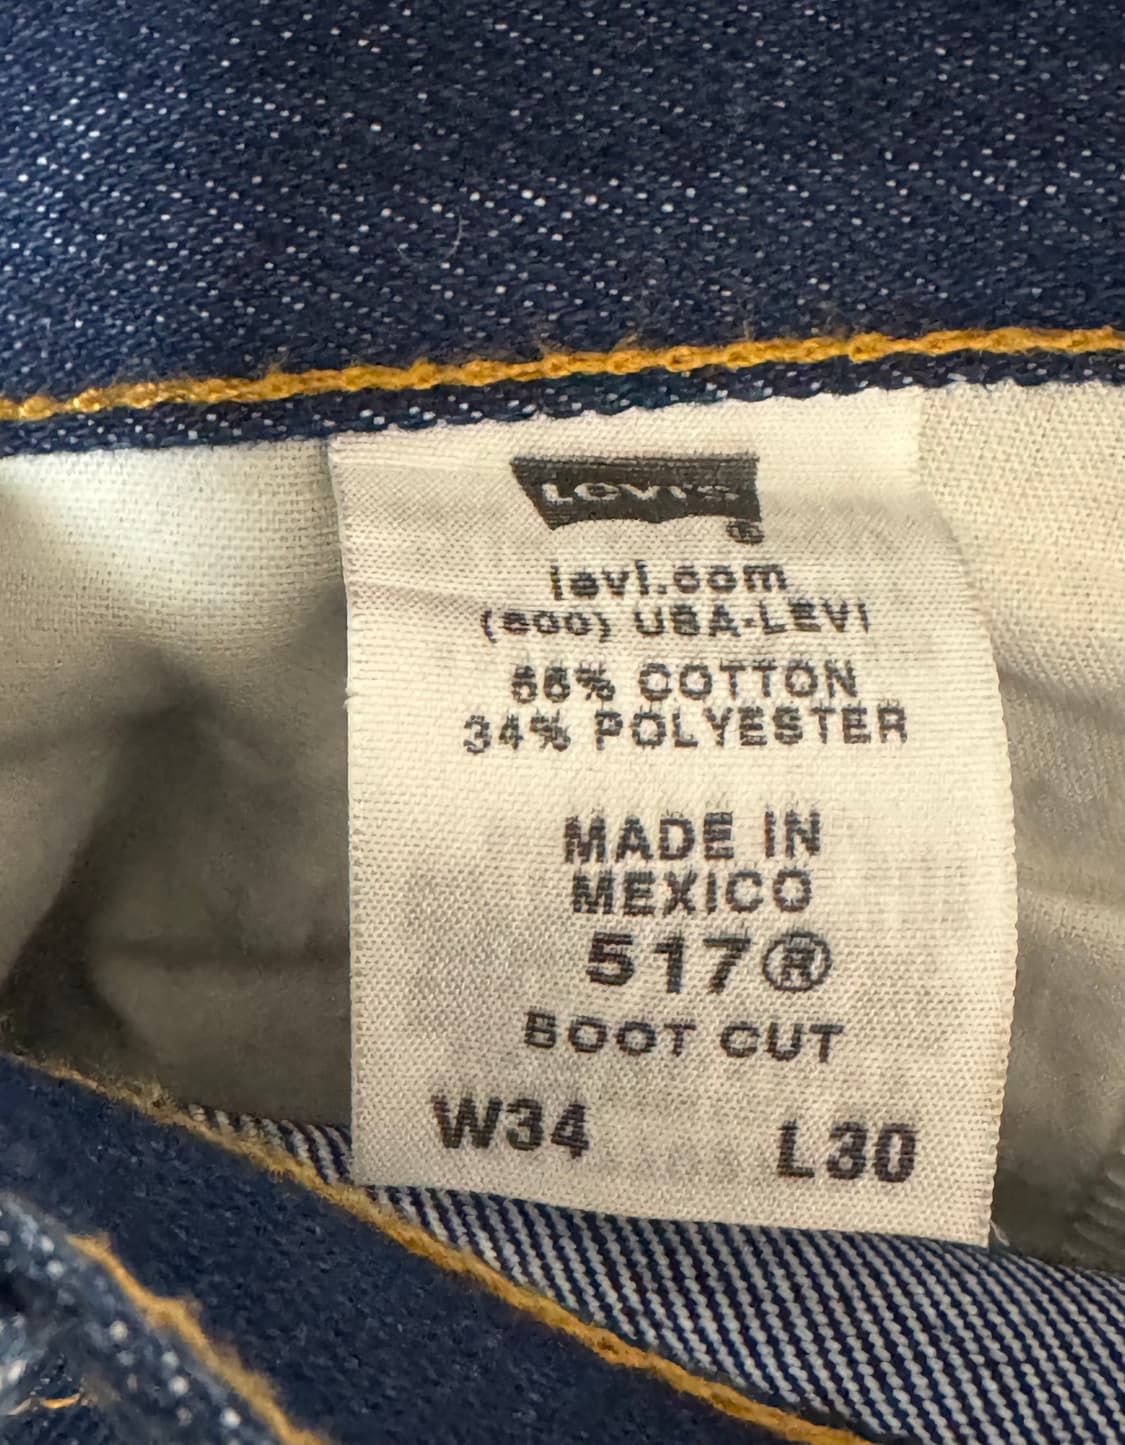 LEVI'S
®
levi.com
(800) USA-LEVI
66% COTTON
34% POLYESTER
MADE IN
MEXICO
517®
BOOT CUT
W34 L30